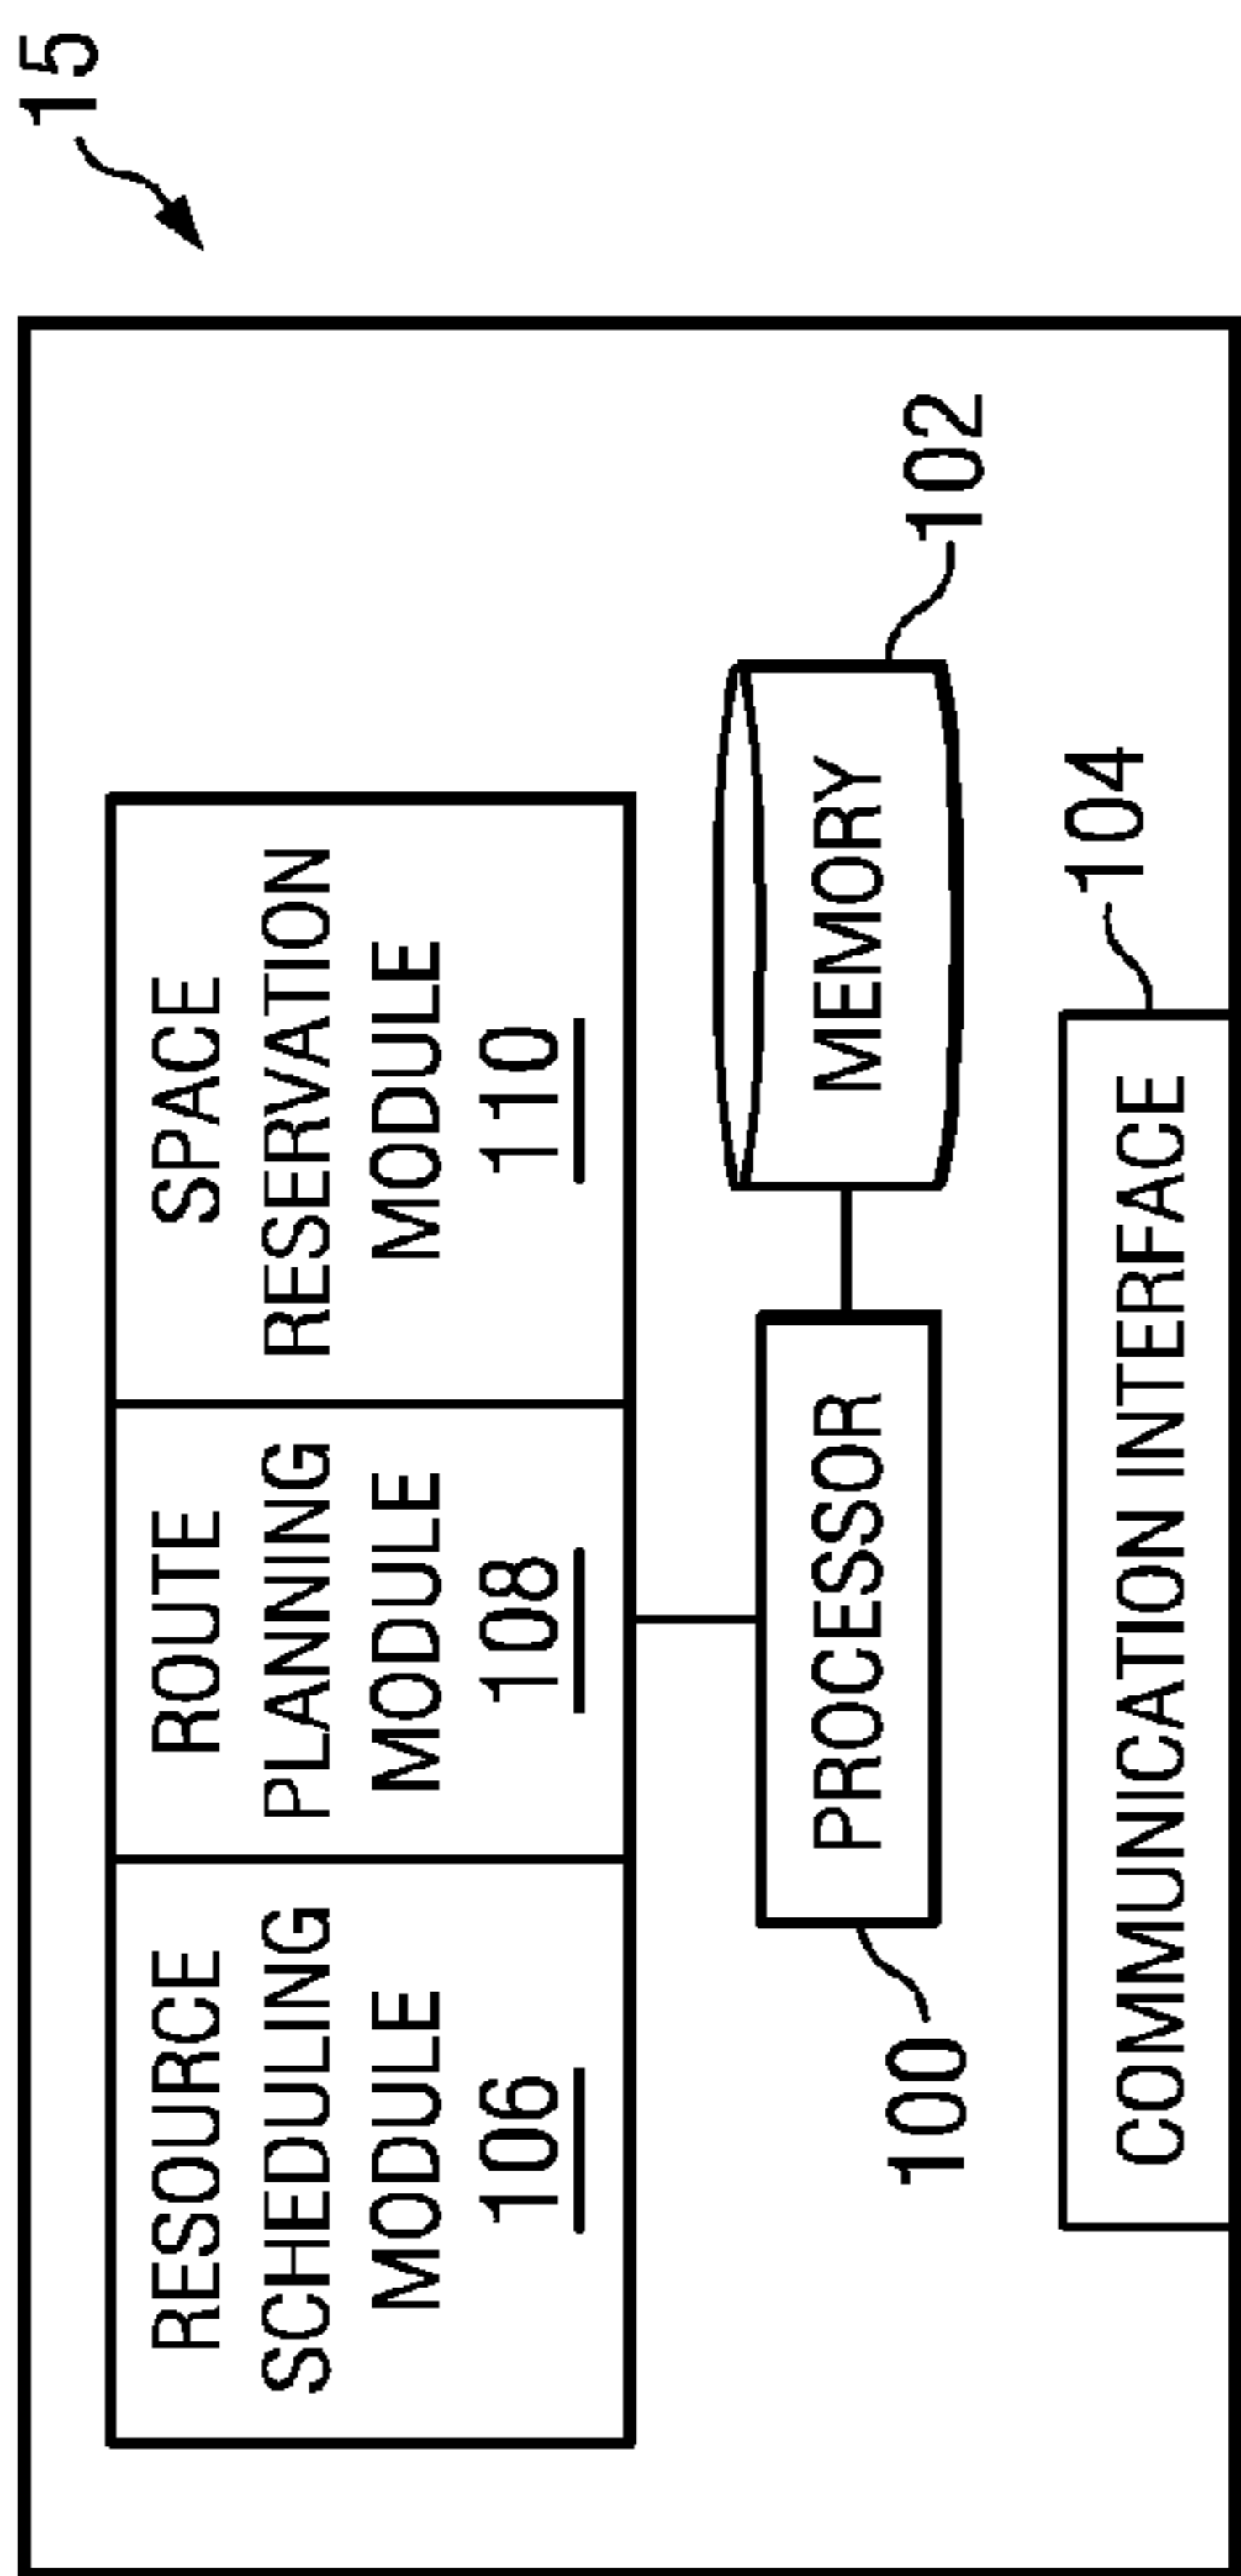 15
RESOURCE
SCHEDULING
MODULE
106
ROUTE
PLANNING
MODULE
108
SPACE
RESERVATION
MODULE
110
PROCESSOR
100
MEMORY
102
COMMUNICATION INTERFACE
104